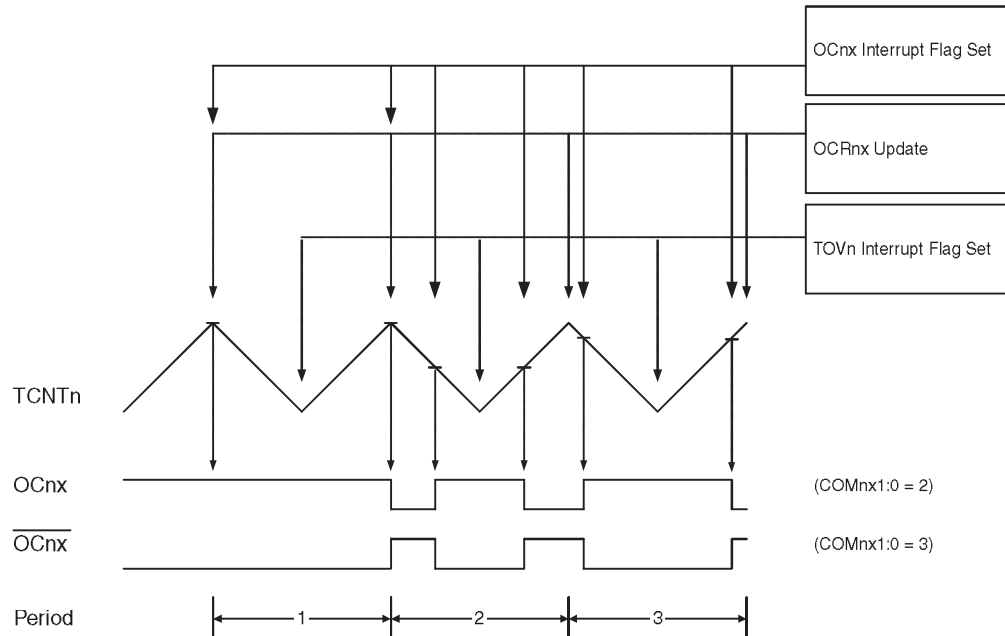 OCnx Interrupt Flag Set
OCRnx Update
TOVn Interrupt Flag Set
TCNTn
OCnx
(COMnx1:0 = 2)
OCnx
(COMnx1:0 = 3)
Period
1
2
3